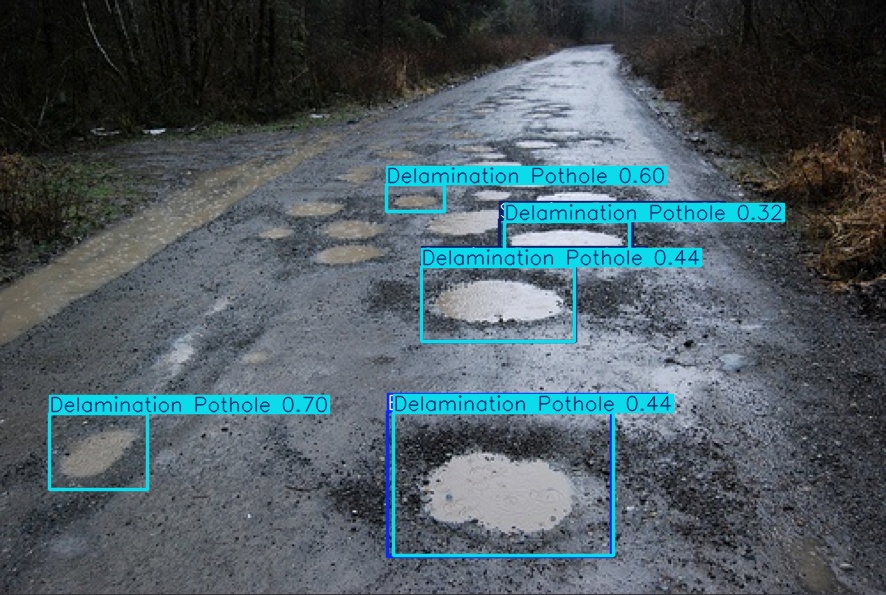 Delamination Pothole 0.60
Delamination Pothole 0.32
Delamination Pothole 0.44
Delamination Pothole 0.70
Delamination Pothole 0.44